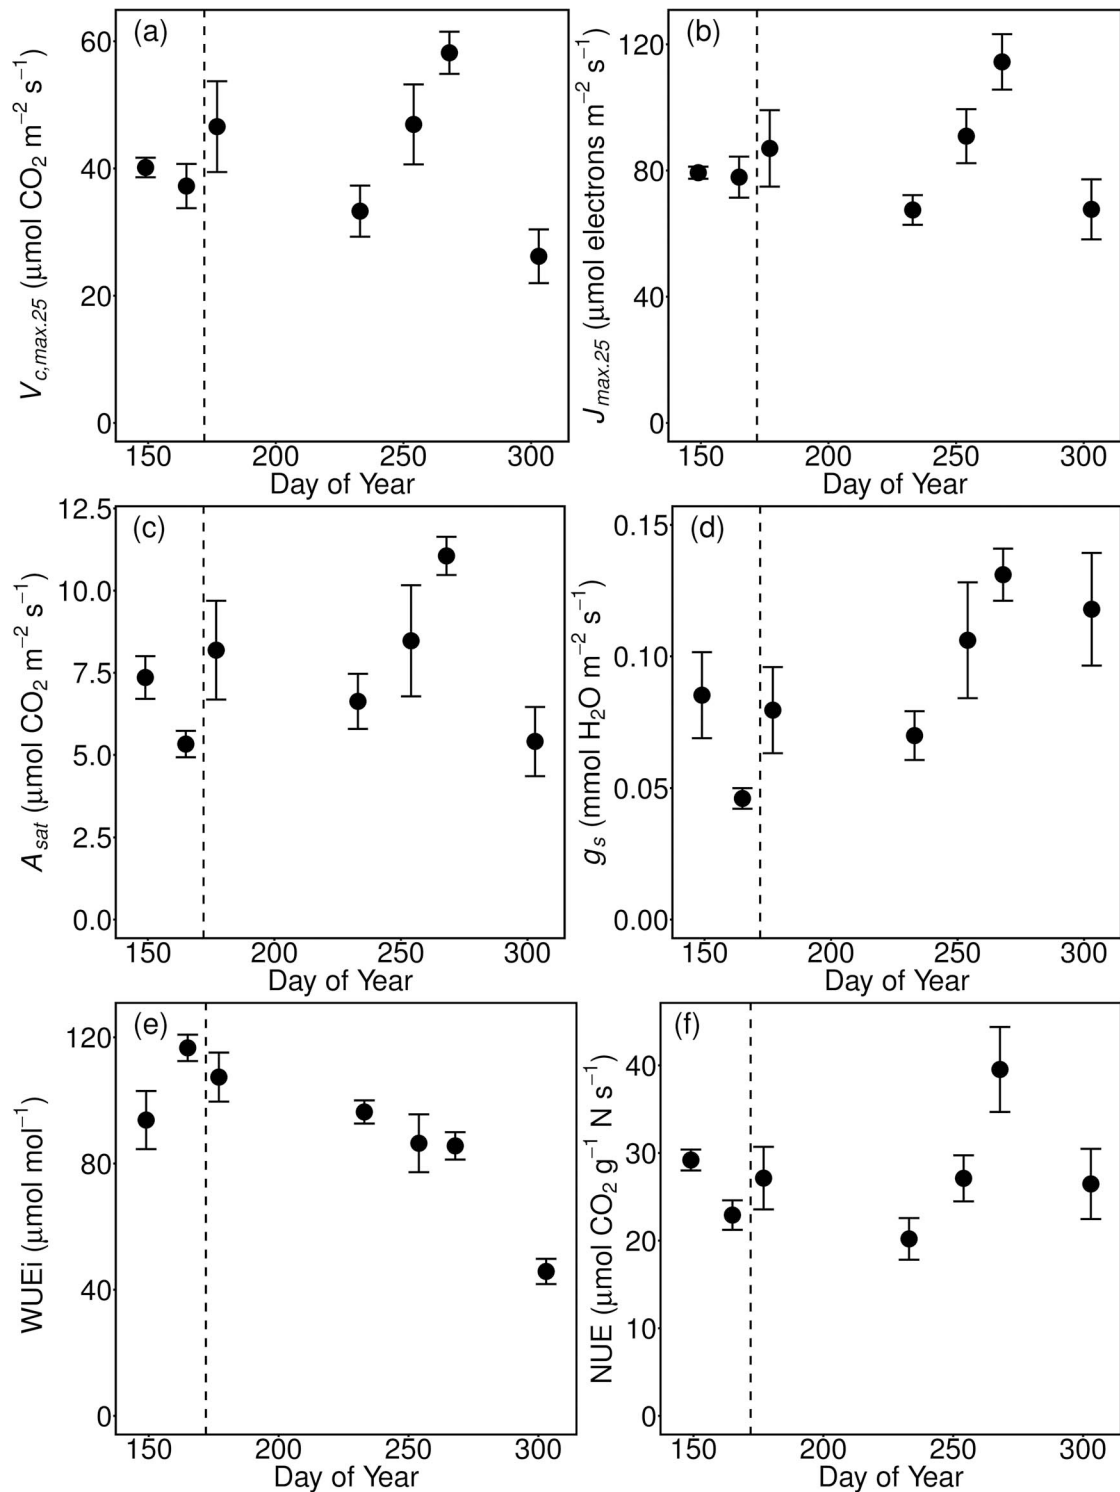 (a)
V_{c,max.25} (μmol CO₂ m⁻² s⁻¹)
60
40
20
0
150 200 250 300
Day of Year
(b)
J_{max.25} (μmol electrons m⁻² s⁻¹)
120
80
40
0
150 200 250 300
Day of Year
(c)
A_{sat} (μmol CO₂ m⁻² s⁻¹)
12.5
10.0
7.5
5.0
2.5
0.0
150 200 250 300
Day of Year
(d)
g_s (mmol H₂O m⁻² s⁻¹)
0.15
0.10
0.05
0.00
150 200 250 300
Day of Year
(e)
WUEi (μmol mol⁻¹)
120
80
40
0
150 200 250 300
Day of Year
(f)
NUE (μmol CO₂ g⁻¹ N s⁻¹)
40
30
20
10
0
150 200 250 300
Day of Year